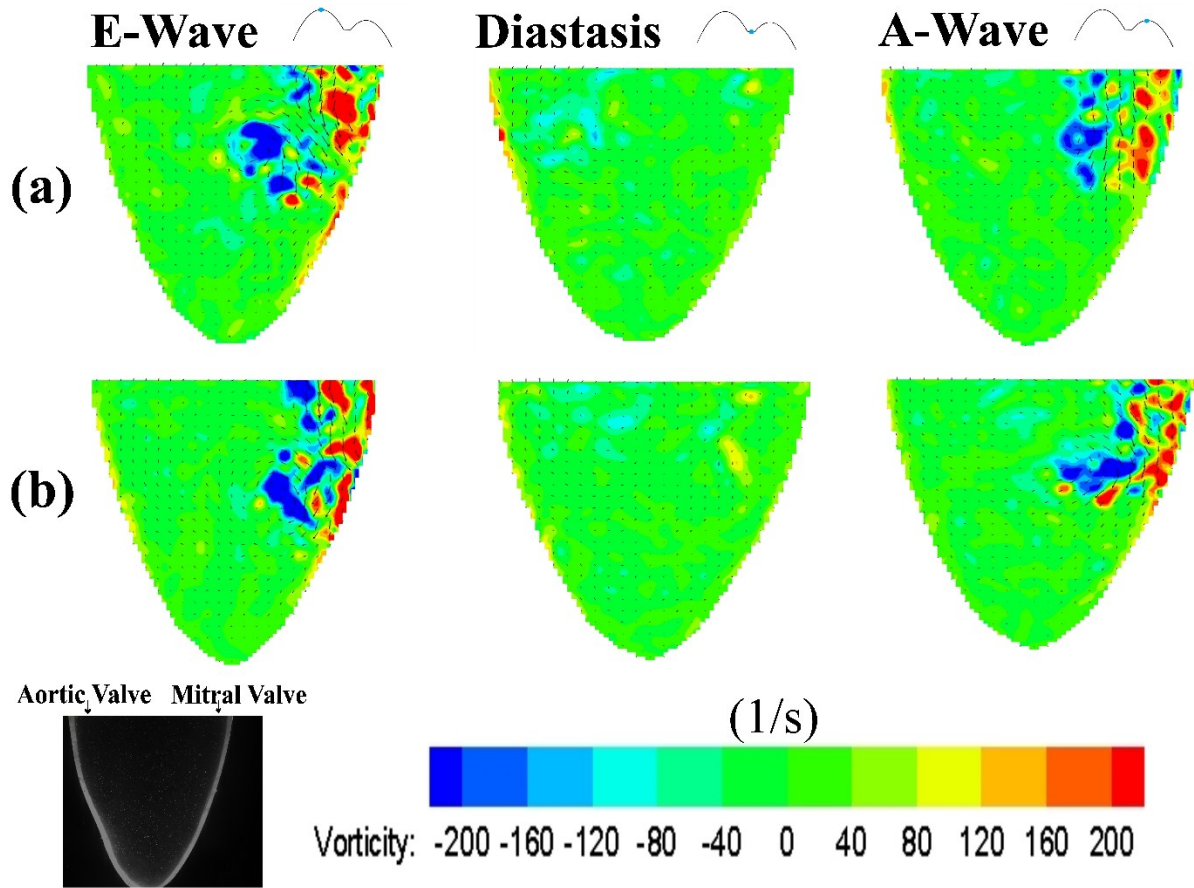 E-Wave Diastasis A-Wave
(a)
(b)
Aortic Valve Mitral Valve
(1/s)
Vorticity: -200 -160 -120 -80 -40 0 40 80 120 160 200